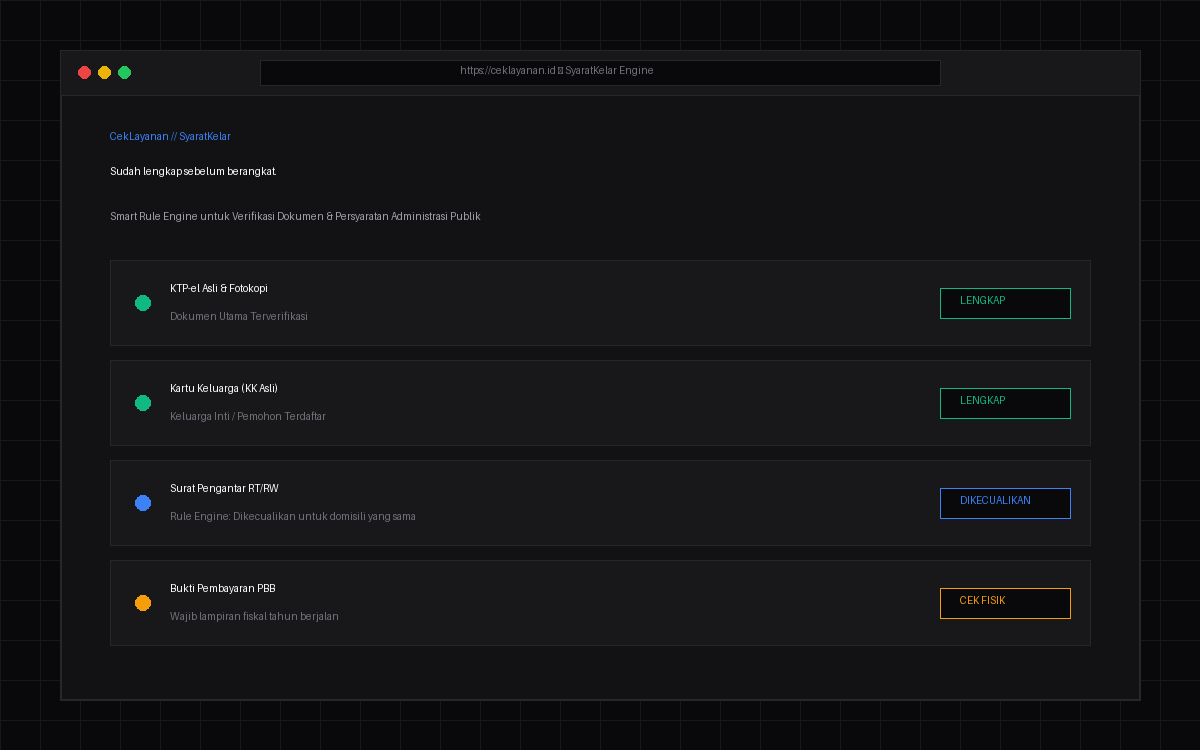 https://ceklayanan.id SyaratKelar Engine
CekLayanan // SyaratKelar
Sudah lengkap sebelum berangkat.
Smart Rule Engine untuk Verifikasi Dokumen & Persyaratan Administrasi Publik
KTP-el Asli & Fotokopi
Dokumen Utama Terverifikasi
LENGKAP
Kartu Keluarga (KK Asli)
Keluarga Inti / Pemohon Terdaftar
LENGKAP
Surat Pengantar RT/RW
Rule Engine: Dikecualikan untuk domisili yang sama
DIKECUALIKAN
Bukti Pembayaran PBB
Wajib lampiran fiskal tahun berjalan
CEK FISIK